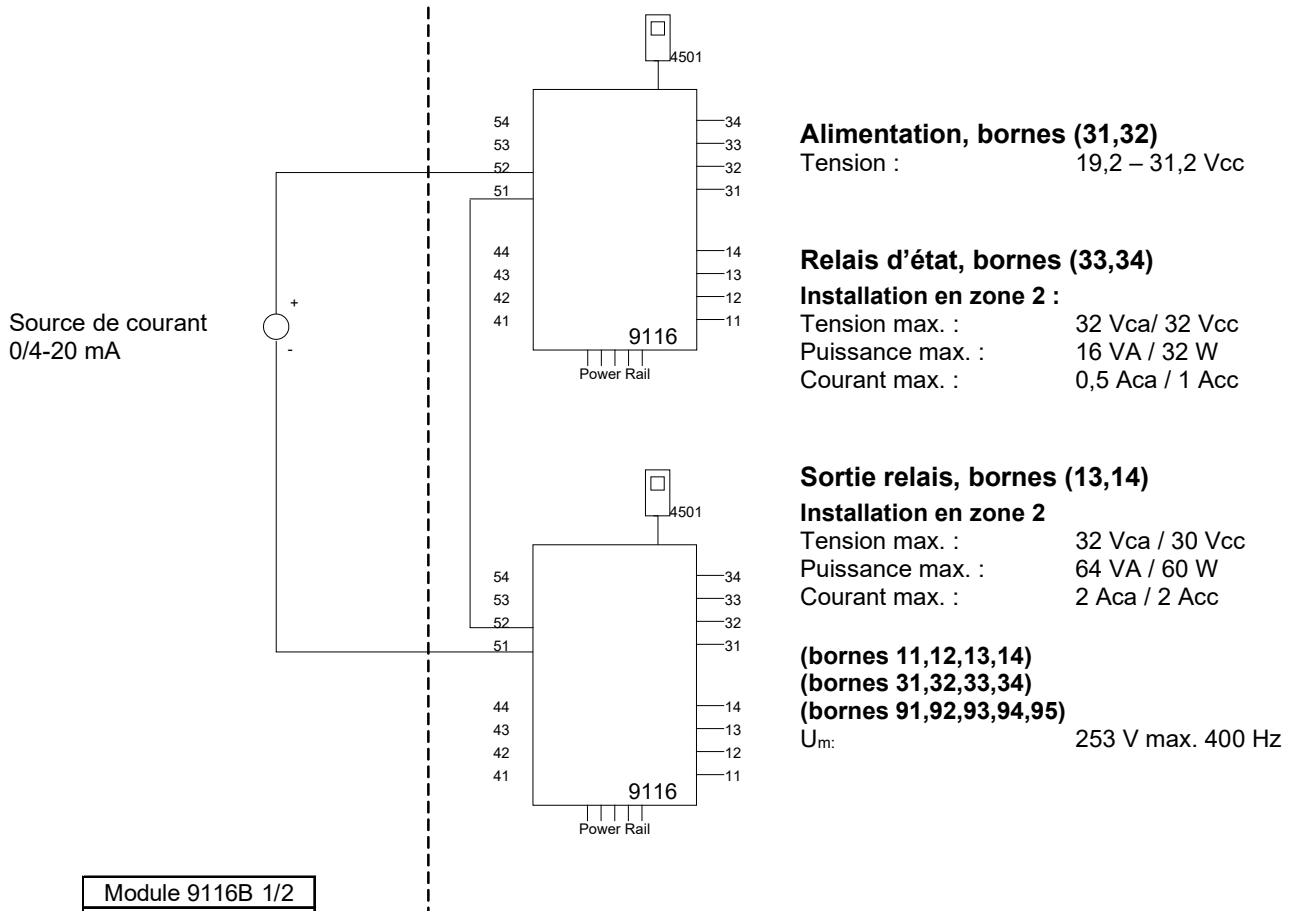 4501
54
53
52
51
44
43
42
41
34
33
32
31
14
13
12
11
9116
Power Rail
Source de courant
0/4-20 mA
+
-
4501
54
53
52
51
44
43
42
41
34
33
32
31
14
13
12
11
9116
Power Rail
Alimentation, bornes (31,32)
Tension : 19,2 – 31,2 Vcc
Relais d’état, bornes (33,34)
Installation en zone 2 :
Tension max. : 32 Vca/ 32 Vcc
Puissance max. : 16 VA / 32 W
Courant max. : 0,5 Aca / 1 Acc
Sortie relais, bornes (13,14)
Installation en zone 2
Tension max. : 32 Vca / 30 Vcc
Puissance max. : 64 VA / 60 W
Courant max. : 2 Aca / 2 Acc
(bornes 11,12,13,14)
(bornes 31,32,33,34)
(bornes 91,92,93,94,95)
Um: 253 V max. 400 Hz
Module 9116B 1/2